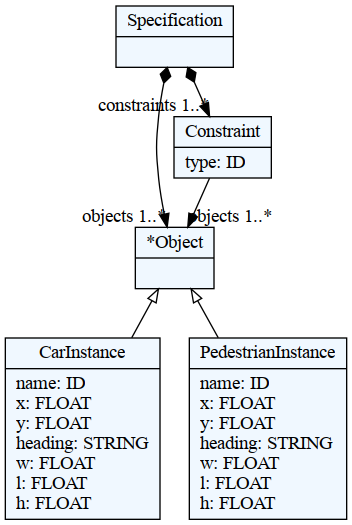 Specification
constraints 1..*
Constraint
type: ID
objects 1..*
objects 1..*
*Object
CarInstance
name: ID
x: FLOAT
y: FLOAT
heading: STRING
w: FLOAT
l: FLOAT
h: FLOAT
PedestrianInstance
name: ID
x: FLOAT
y: FLOAT
heading: STRING
w: FLOAT
l: FLOAT
h: FLOAT